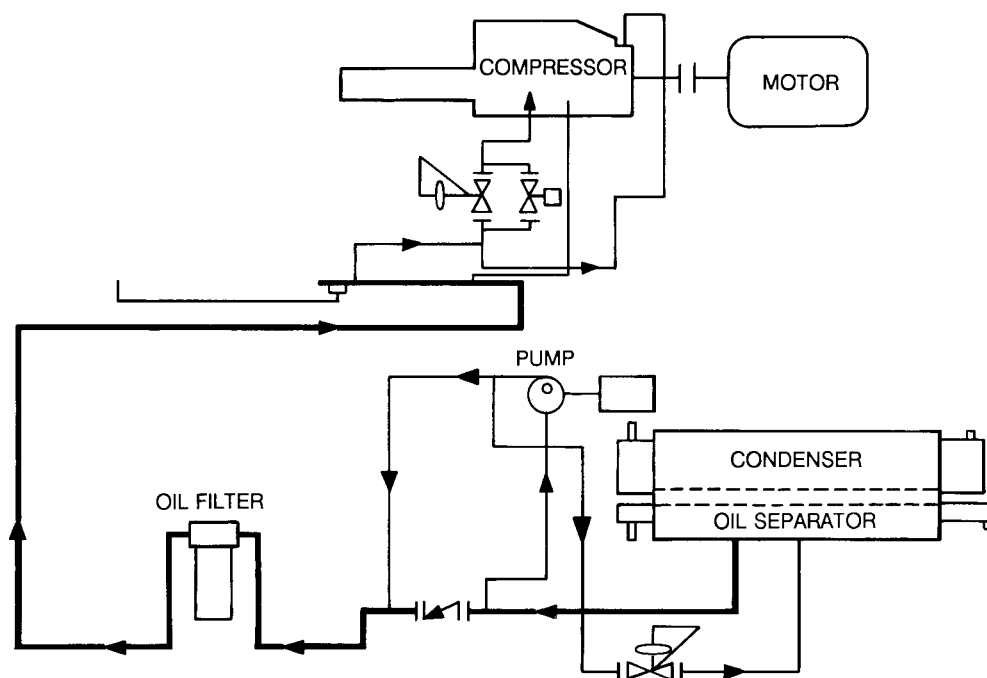 COMPRESSOR
MOTOR
PUMP
CONDENSER
OIL FILTER
OIL SEPARATOR